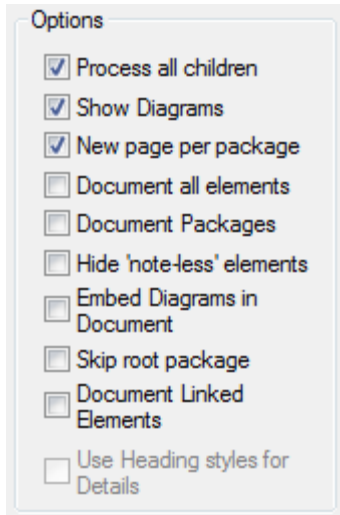 Options
Process all children
Show Diagrams
New page per package
Document all elements
Document Packages
Hide 'note-less' elements
Embed Diagrams in
Document
Skip root package
Document Linked
Elements
Use Heading styles for
Details